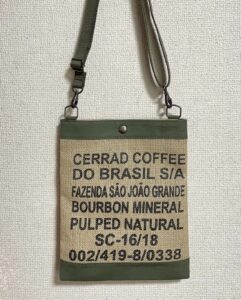 CERRAD COFFEE
DO BRASIL S/A
FAZENDA SÃO JOÃO GRANDE
BOURBON MINERAL
PULPED NATURAL
SC-16/18
002/419-8/0338